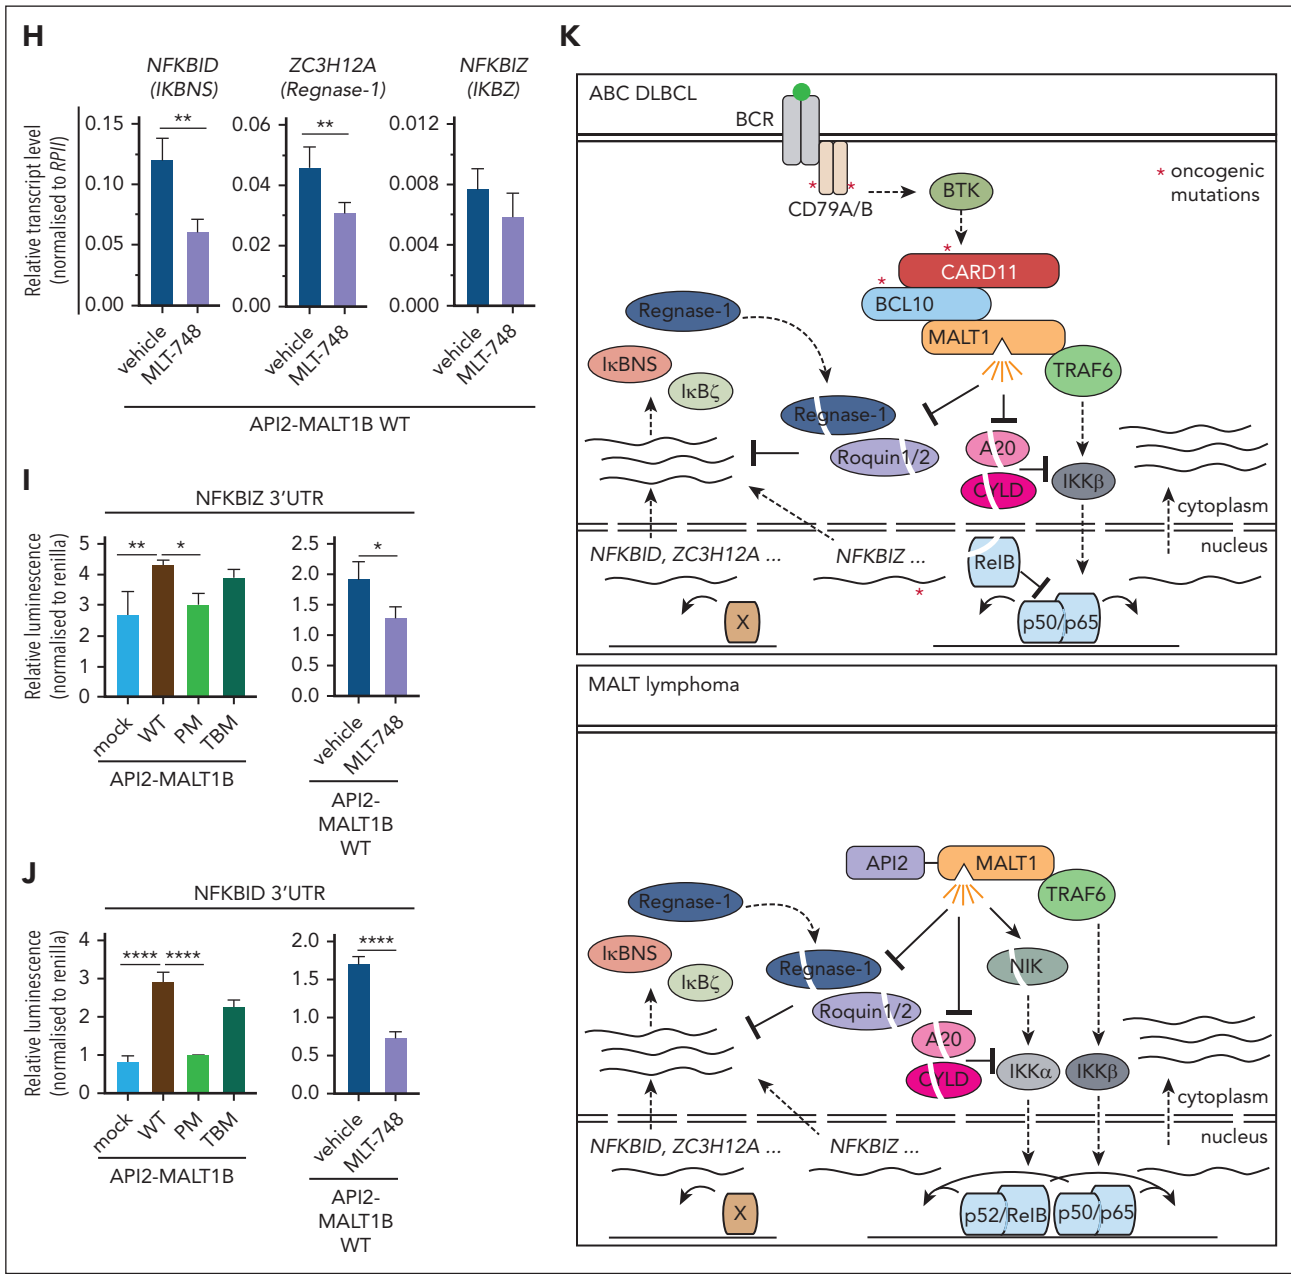 H
NFKBID
(IKBNS)
ZC3H12A
(Regnase-1)
NFKBIZ
(IKBZ)
Relative transcript level
(normalised to RPII)
0.15
0.10
0.05
0.00
**
0.06
0.04
0.02
0.00
**
0.012
0.008
0.004
0.000
vehicle
MLT-748
vehicle
MLT-748
vehicle
MLT-748
API2-MALT1B WT
I
NFKBIZ 3'UTR
Relative luminescence
(normalised to renilla)
5
4
3
2
1
0
**
*
mock
WT
PM
TBM
API2-MALT1B
2.5
2.0
1.5
1.0
0.5
0.0
*
vehicle
MLT-748
API2-
MALT1B
WT
J
NFKBID 3'UTR
Relative luminescence
(normalised to renilla)
4
3
2
1
0
**** ****
mock
WT
PM
TBM
API2-MALT1B
2.0
1.5
1.0
0.5
0.0
****
vehicle
MLT-748
API2-
MALT1B
WT
K
ABC DLBCL
BCR
* oncogenic
mutations
* *
CD79A/B
BTK
*
CARD11
*
BCL10
MALT1
TRAF6
Regnase-1
IκBNS
IκBζ
Regnase-1
Roquin1/2
A20
CYLD
IKKβ
cytoplasm
nucleus
NFKBID, ZC3H12A ...
NFKBIZ ...
*
RelB
X
p50/p65
MALT lymphoma
API2
MALT1
TRAF6
Regnase-1
IκBNS
IκBζ
Regnase-1
Roquin1/2
NIK
A20
CYLD
IKKα
IKKβ
cytoplasm
nucleus
NFKBID, ZC3H12A ...
NFKBIZ ...
X
p52/RelB
p50/p65